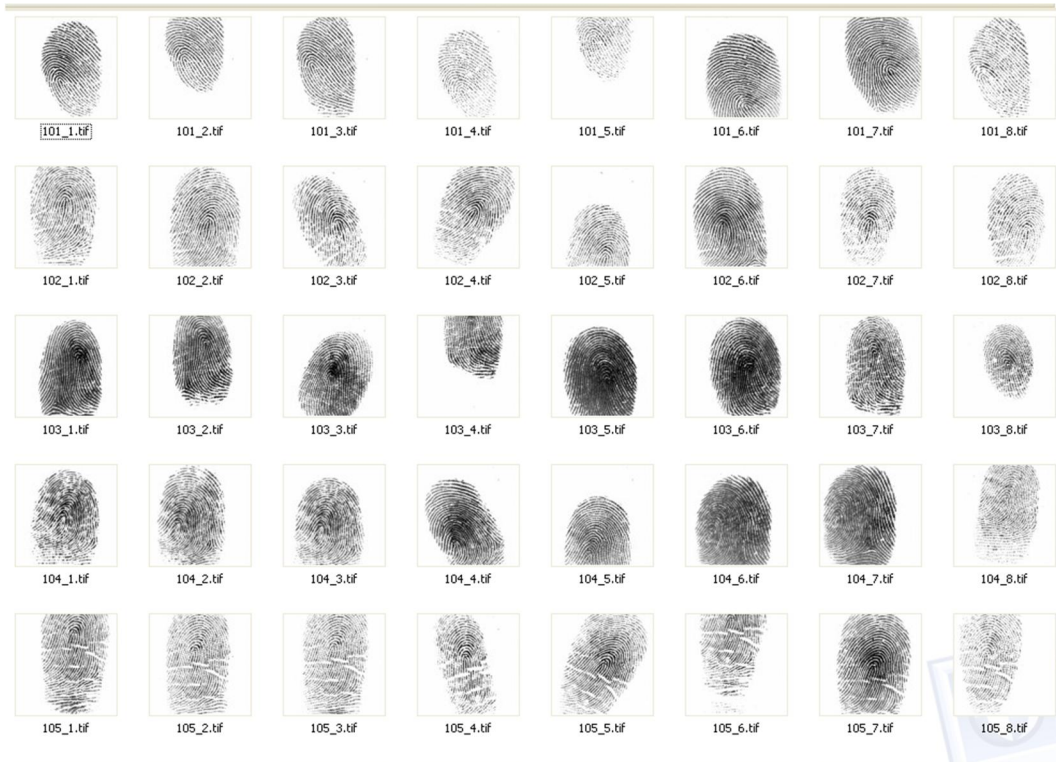 101_1.tif 101_2.tif 101_3.tif 101_4.tif 101_5.tif 101_6.tif 101_7.tif 101_8.tif
102_1.tif 102_2.tif 102_3.tif 102_4.tif 102_5.tif 102_6.tif 102_7.tif 102_8.tif
103_1.tif 103_2.tif 103_3.tif 103_4.tif 103_5.tif 103_6.tif 103_7.tif 103_8.tif
104_1.tif 104_2.tif 104_3.tif 104_4.tif 104_5.tif 104_6.tif 104_7.tif 104_8.tif
105_1.tif 105_2.tif 105_3.tif 105_4.tif 105_5.tif 105_6.tif 105_7.tif 105_8.tif